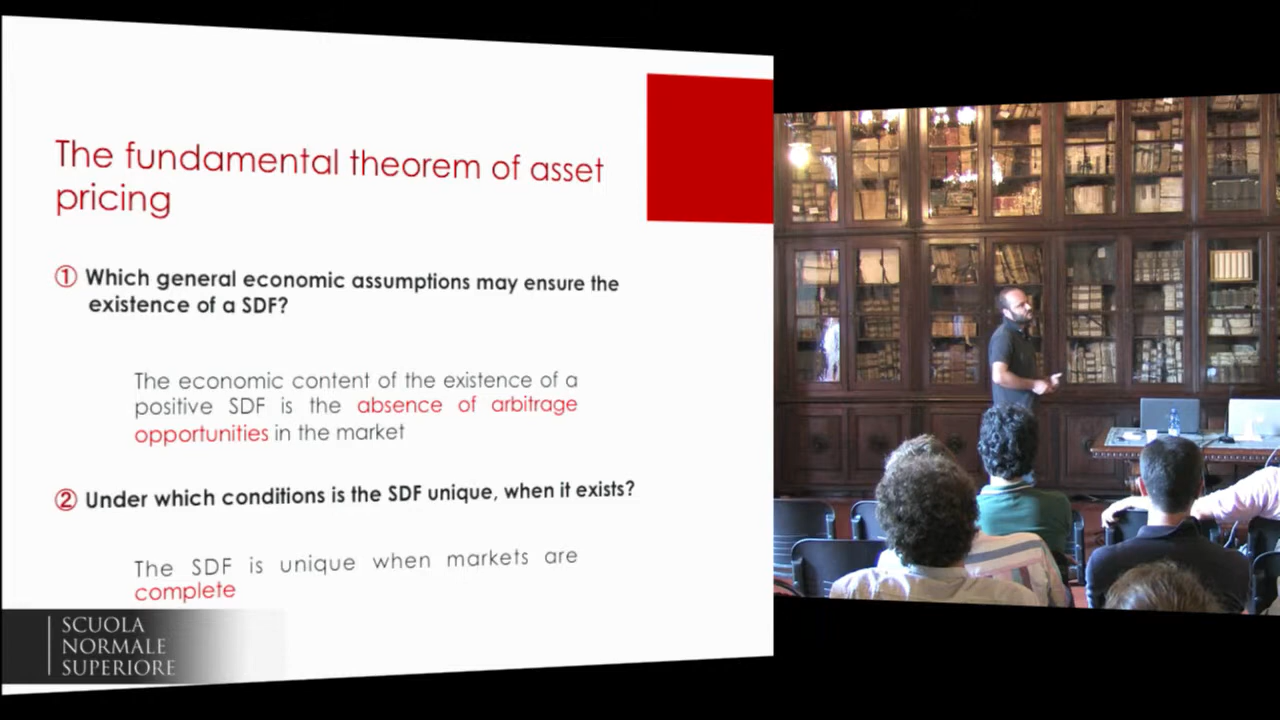 The fundamental theorem of asset
pricing
① Which general economic assumptions may ensure the
existence of a SDF?
The economic content of the existence of a
positive SDF is the absence of arbitrage
opportunities in the market
② Under which conditions is the SDF unique, when it exists?
The SDF is unique when markets are
complete
SCUOLA
NORMALE
SUPERIORE